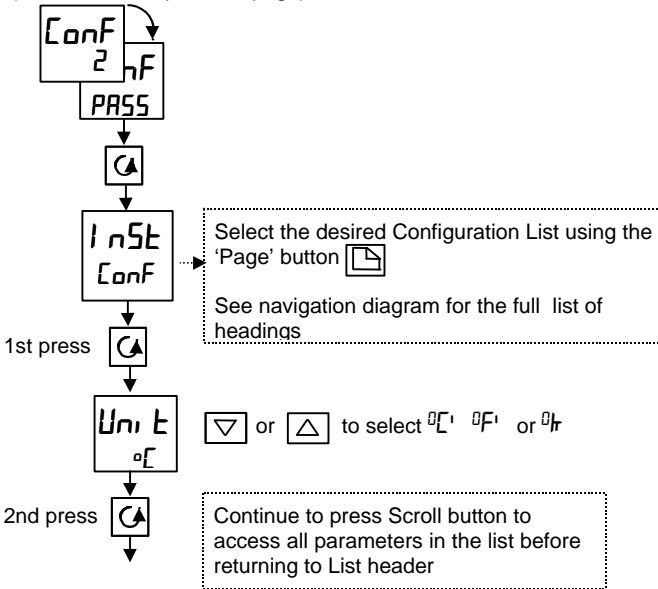 ConF
2
nF
PASS
InSt
ConF
Select the desired Configuration List using the
'Page' button
See navigation diagram for the full list of
headings
1st press
Unit
°C
or to select °C' °F' or °k
2nd press
Continue to press Scroll button to
access all parameters in the list before
returning to List header